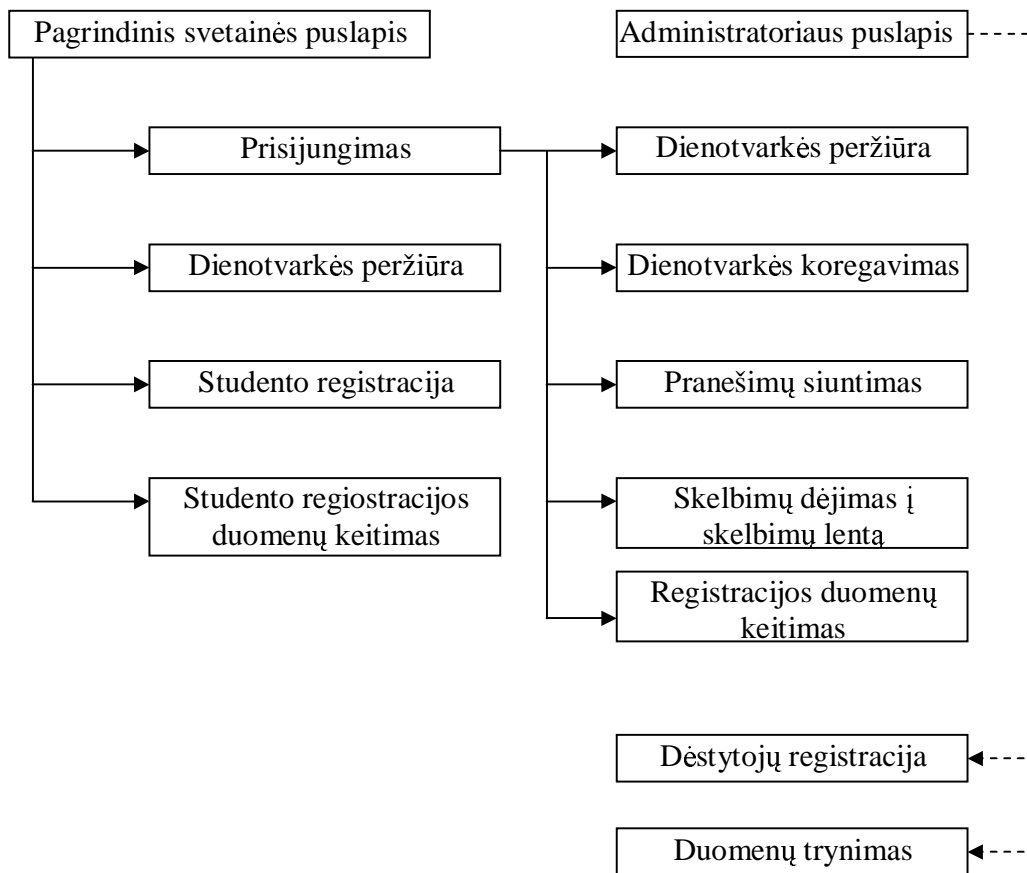 Pagrindinis svetainės puslapis
Administratoriaus puslapis
Prisijungimas
Dienotvarkės peržiūra
Dienotvarkės peržiūra
Dienotvarkės koregavimas
Studento registracija
Pranešimų siuntimas
Studento regiostracijos
duomenų keitimas
Skelbimų dėjimas į
skelbimų lentą
Registracijos duomenų
keitimas
Dėstytojų registracija
Duomenų trynimas